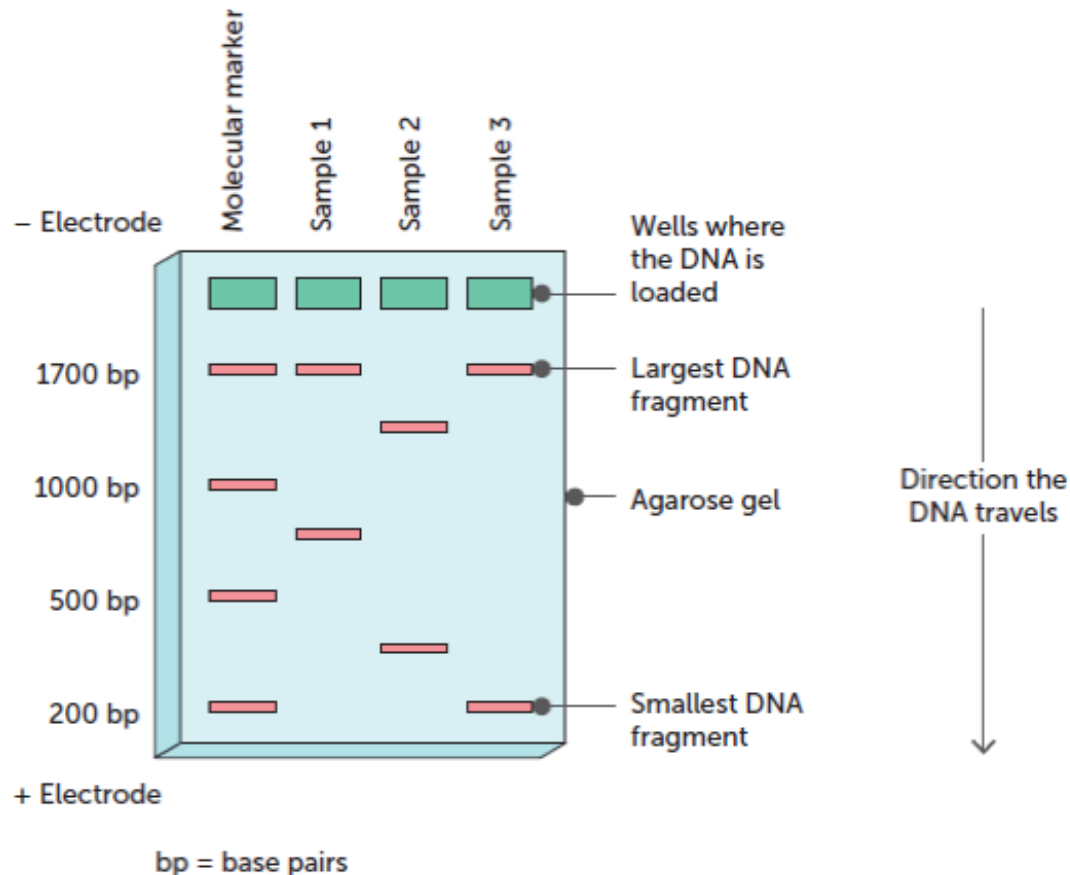 Molecular marker
Sample 1
Sample 2
Sample 3
– Electrode
Wells where
the DNA is
loaded
1700 bp
Largest DNA
fragment
1000 bp
Agarose gel
Direction the
DNA travels
500 bp
200 bp
Smallest DNA
fragment
+ Electrode
bp = base pairs